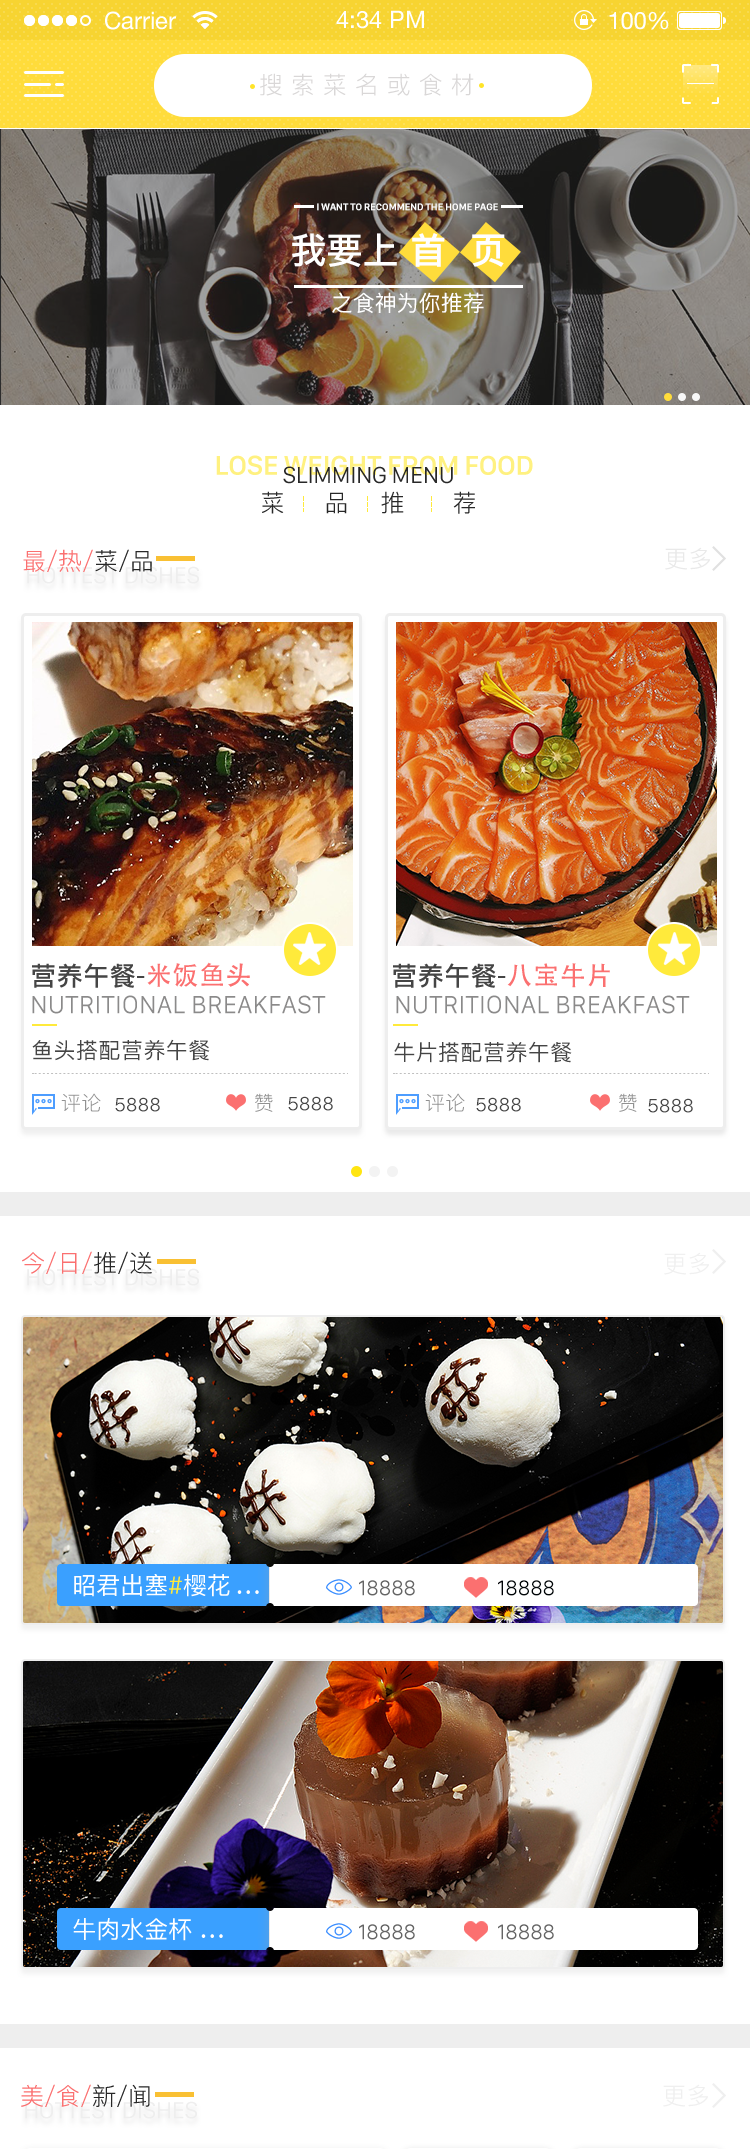 Carrier 4:34 PM 100%
搜索菜名或食材
I WANT TO RECOMMEND THE HOME PAGE
我要上首页
之食神为你推荐
LOSE WEIGHT FROM FOOD
SLIMMING MENU
菜品推荐
最/热/菜/品
HOTTEST DISHES
更多
营养午餐-米饭鱼头
NUTRITIONAL BREAKFAST
鱼头搭配营养午餐
评论 5888 赞 5888
营养午餐-八宝牛片
NUTRITIONAL BREAKFAST
牛片搭配营养午餐
评论 5888 赞 5888
今/日/推/送
HOTTEST DISHES
更多
昭君出塞#樱花 ... 18888 18888
牛肉水金杯 ... 18888 18888
美/食/新/闻
HOTTEST DISHES
更多